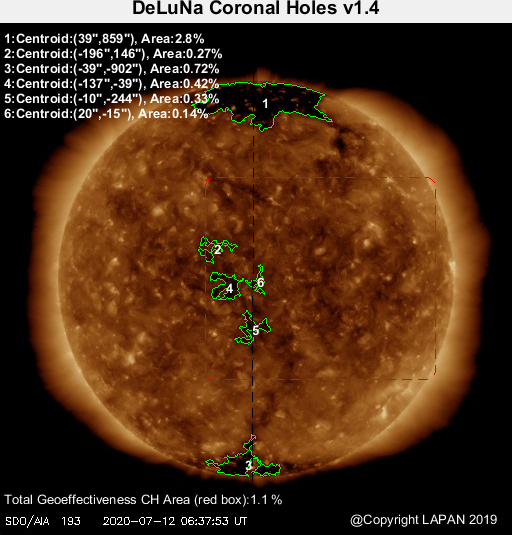 DeLuNa Coronal Holes v1.4
1:Centroid:(39",859"), Area:2.8%
2:Centroid:(-196",146"), Area:0.27%
3:Centroid:(-39",-902"), Area:0.72%
4:Centroid:(-137",-39"), Area:0.42%
5:Centroid:(-10",-244"), Area:0.33%
6:Centroid:(20",-15"), Area:0.14%
1
2
6
4
5
3
Total Geoeffectiveness CH Area (red box):1.1 %
SDO/AIA 193 2020-07-12 06:37:53 UT
@Copyright LAPAN 2019